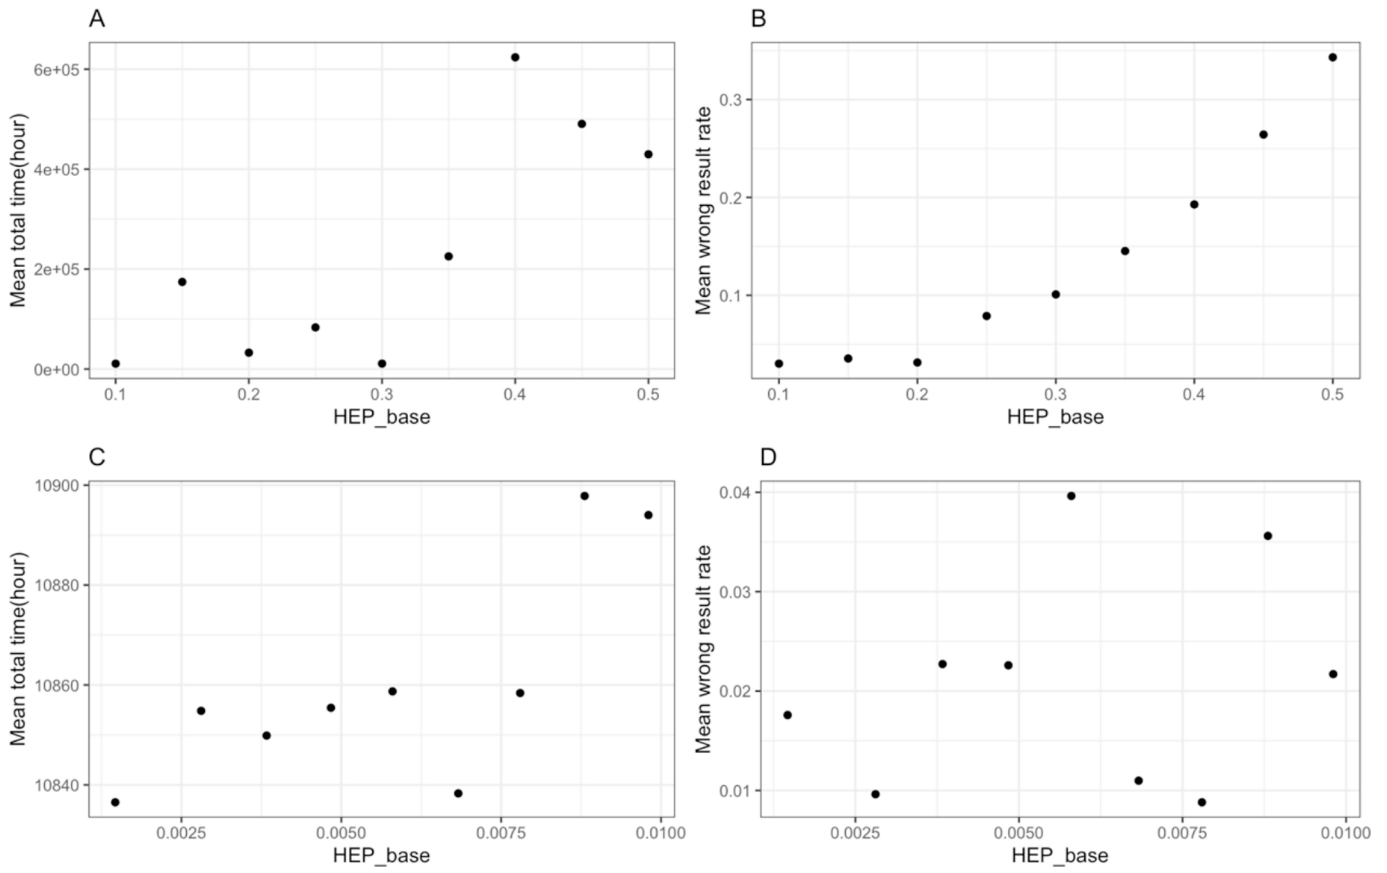 A
Mean total time(hour)
6e+05
4e+05
2e+05
0e+00
0.1 0.2 0.3 0.4 0.5
HEP_base
B
Mean wrong result rate
0.3
0.2
0.1
0.1 0.2 0.3 0.4 0.5
HEP_base
C
Mean total time(hour)
10900
10880
10860
10840
0.0025 0.0050 0.0075 0.0100
HEP_base
D
Mean wrong result rate
0.04
0.03
0.02
0.01
0.0025 0.0050 0.0075 0.0100
HEP_base